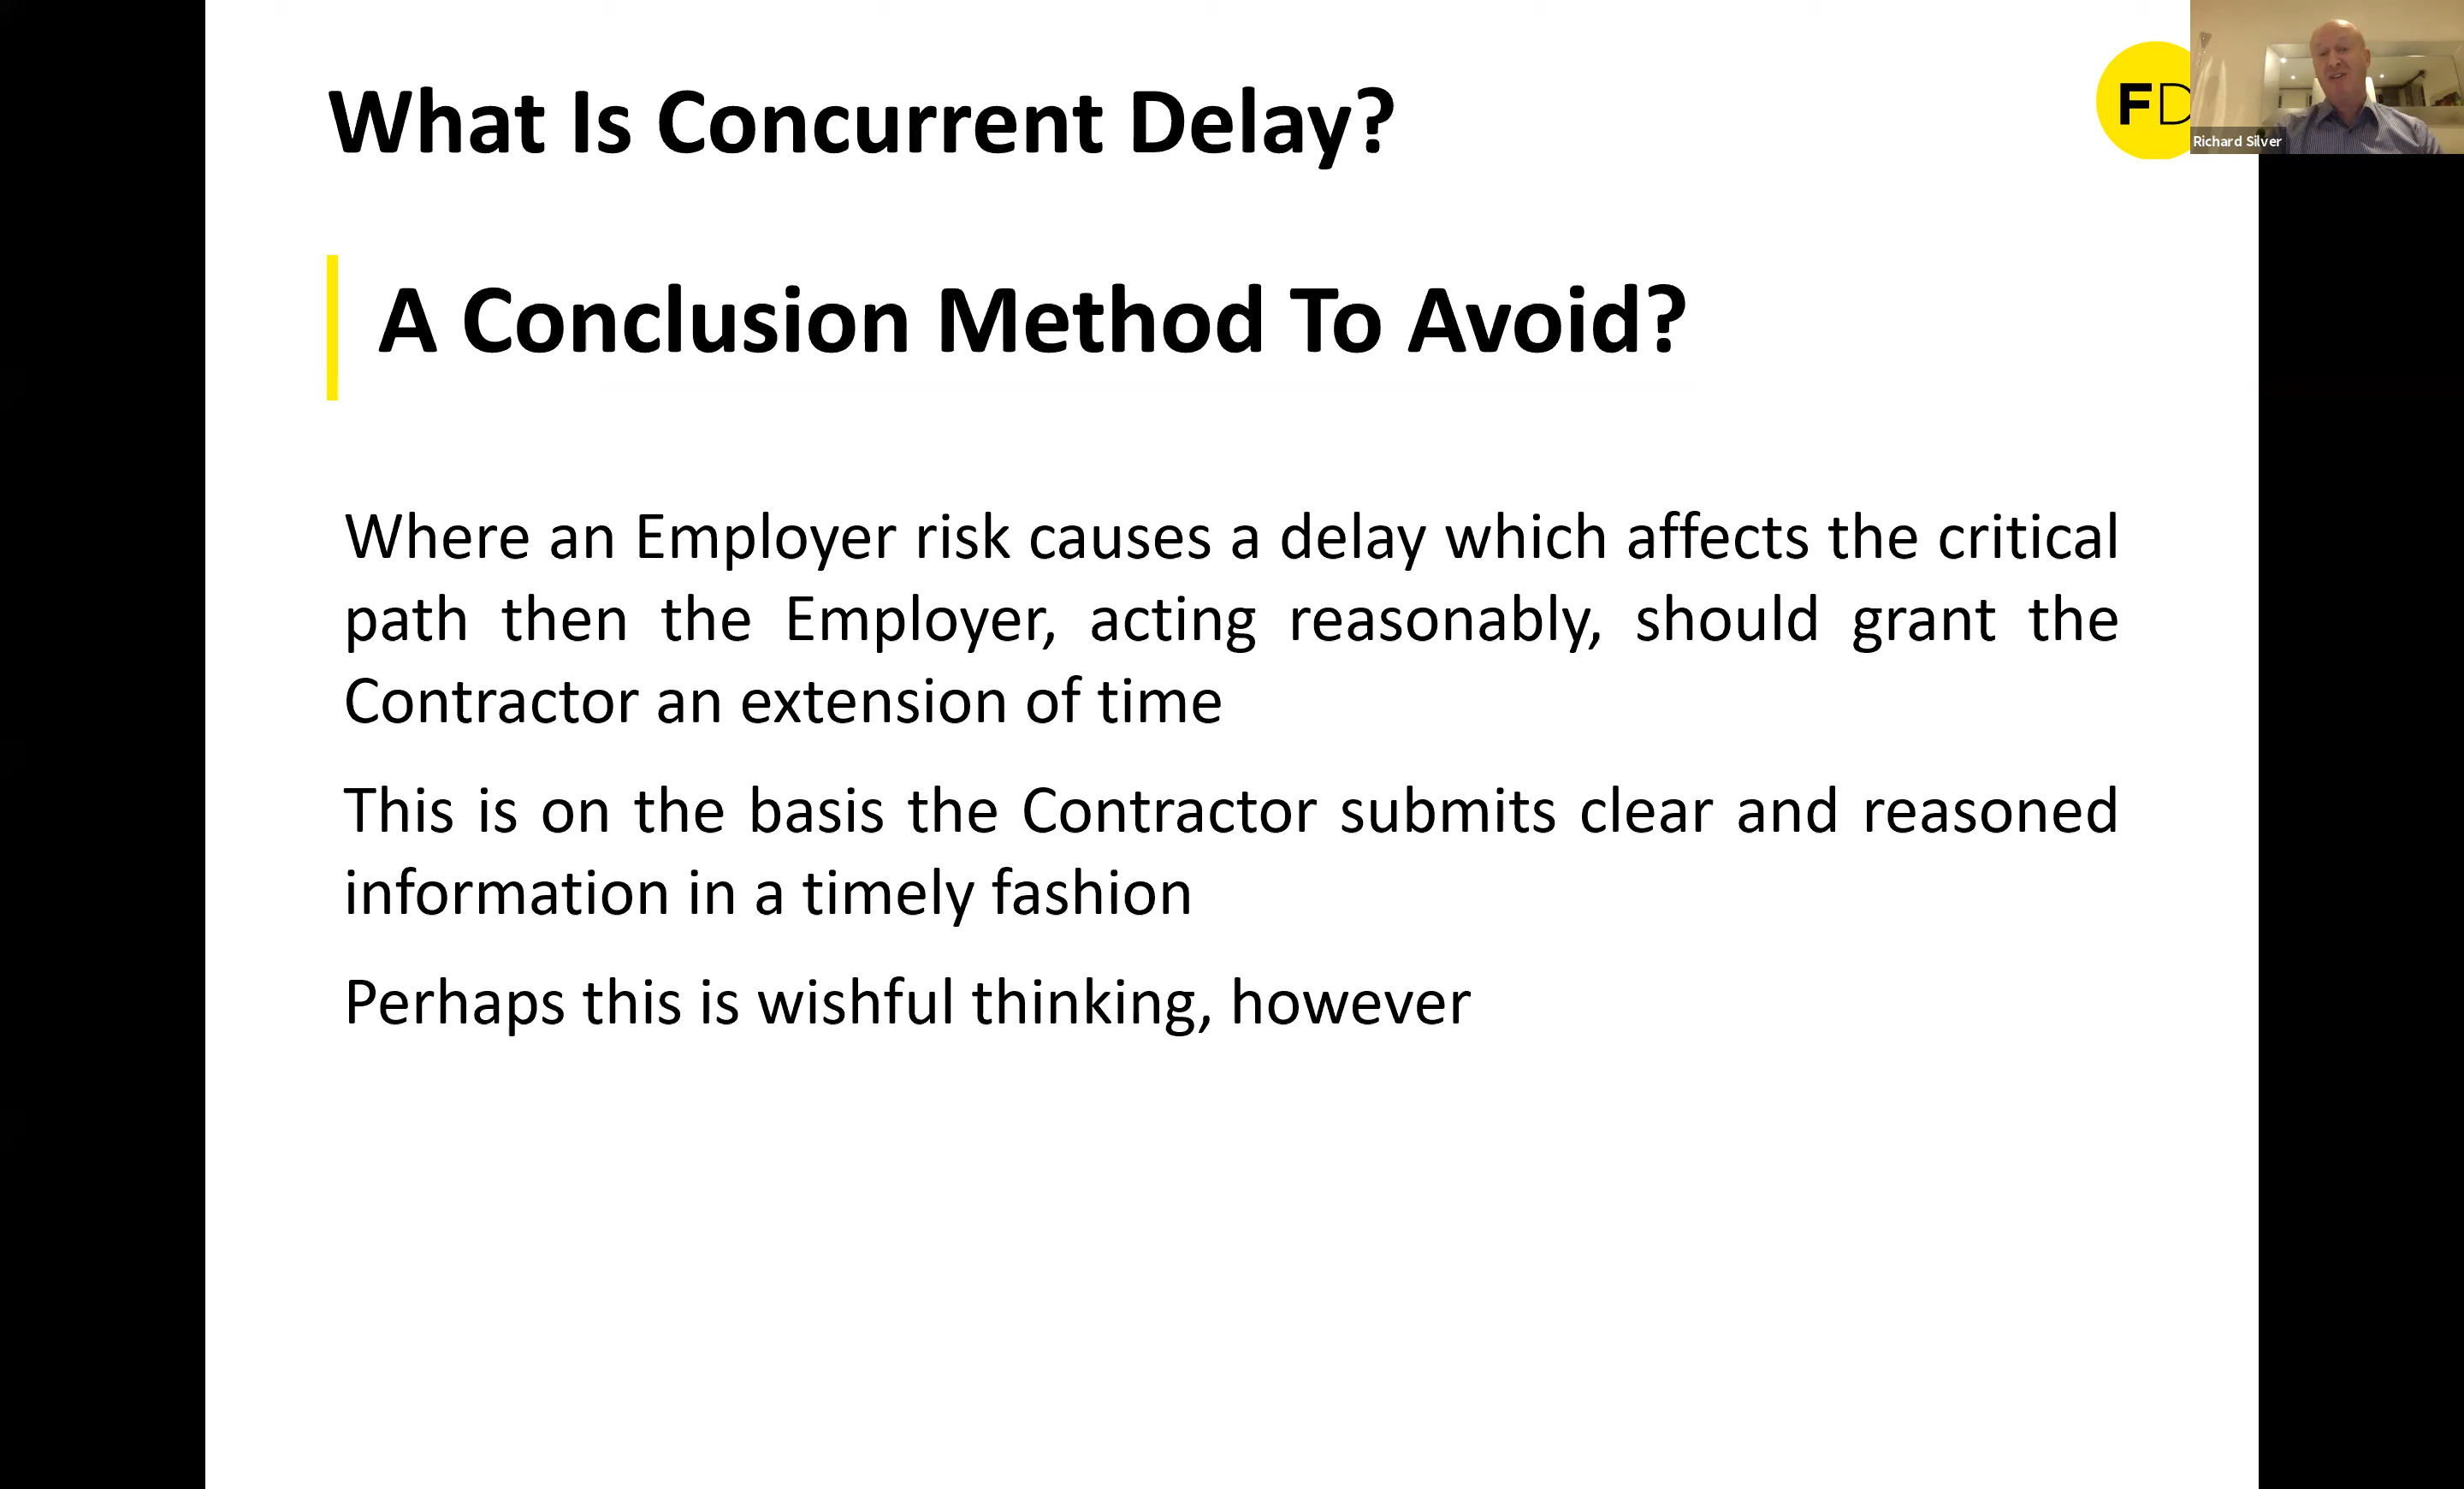 What Is Concurrent Delay?
FD
Richard Silver
A Conclusion Method To Avoid?
Where an Employer risk causes a delay which affects the critical
path then the Employer, acting reasonably, should grant the
Contractor an extension of time
This is on the basis the Contractor submits clear and reasoned
information in a timely fashion
Perhaps this is wishful thinking, however